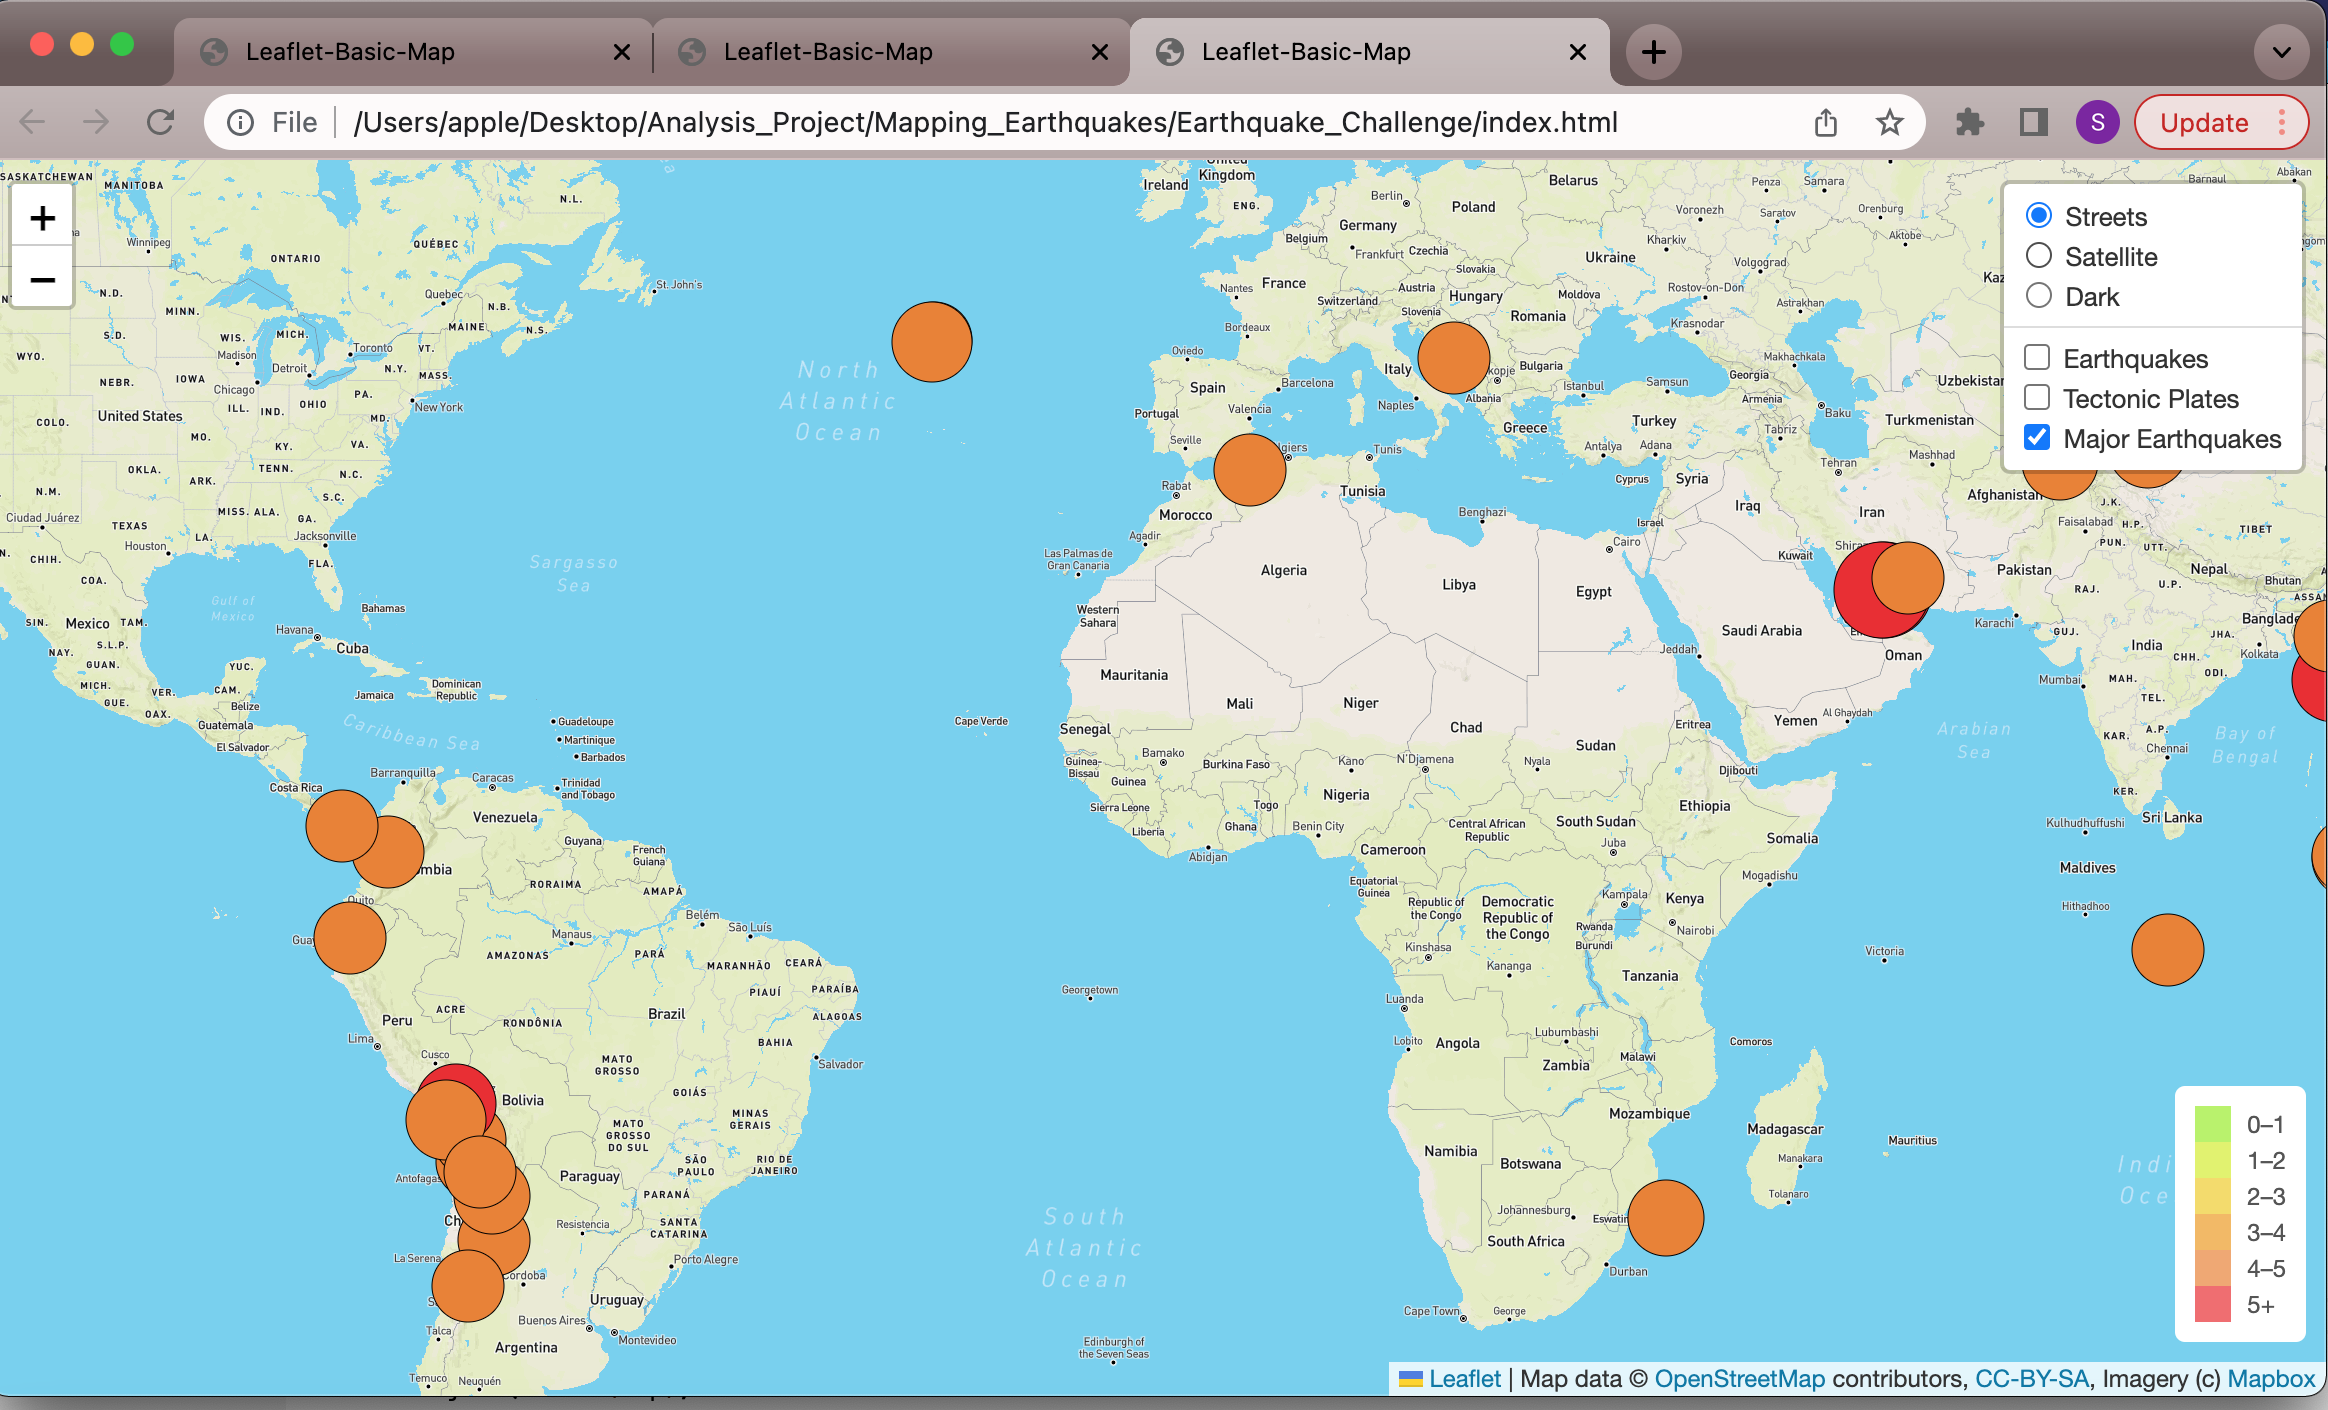 Leaflet-Basic-Map
Leaflet-Basic-Map
Leaflet-Basic-Map
File
/Users/apple/Desktop/Analysis_Project/Mapping_Earthquakes/Earthquake_Challenge/index.html
S
Update
+
−
Streets
Satellite
Dark
Earthquakes
Tectonic Plates
Major Earthquakes
SASKATCHEWAN
MANITOBA
Winnipeg
ONTARIO
QUÉBEC
N.L.
St. John's
Quebec
N.B.
N.S.
MAINE
N.D.
MINN.
S.D.
WIS.
MICH.
Madison
Toronto
VT.
WYO.
NEBR.
IOWA
Chicago
Detroit
N.Y.
MASS.
PA.
New York
COLO.
United States
ILL.
IND.
OHIO
MD.
MO.
KY.
VA.
OKLA.
TENN.
N.C.
ARK.
N.M.
S.C.
MISS.
ALA.
GA.
Ciudad Juárez
TEXAS
LA.
Jacksonville
Houston
FLA.
CHIH.
COA.
Gulf of
Mexico
Bahamas
SIN.
Mexico
TAM.
Havana
Cuba
S.L.P.
NAY.
GUAN.
YUC.
MICH.
VER.
CAM.
GUE.
OAX.
Belize
Jamaica
Dominican
Republic
Guatemala
El Salvador
Caribbean Sea
Guadeloupe
Martinique
Barbados
Trinidad
and Tobago
Costa Rica
Barranquilla
Caracas
Venezuela
Guyana
French
Guiana
mbia
RORAIMA
AMAPÁ
Quito
Gua
Belém
São Luís
Manaus
AMAZONAS
PARÁ
MARANHÃO
CEARÁ
PIAUÍ
PARAÍBA
ALAGOAS
ACRE
RONDÔNIA
Brazil
Peru
Lima
Cusco
BAHIA
Salvador
MATO
GROSSO
GOIÁS
Bolivia
MINAS
GERAIS
MATO
GROSSO
DO SUL
SÃO
PAULO
RIO DE
JANEIRO
Antofagas
Paraguay
PARANÁ
Ch
Resistencia
SANTA
CATARINA
La Serena
Porto Alegre
Córdoba
Uruguay
Buenos Aires
Montevideo
Talca
Argentina
Temuco
Neuquén
North
Atlantic
Ocean
Sargasso
Sea
South
Atlantic
Ocean
Georgetown
Edinburgh of
the Seven Seas
Cape Verde
United
Kingdom
Ireland
ENG.
Berlin
Belarus
Poland
Germany
Belgium
Frankfurt
Czechia
Slovakia
Ukraine
France
Nantes
Austria
Hungary
Moldova
Switzerland
Slovenia
Romania
Bordeaux
Oviedo
Italy
kopje
Bulgaria
Spain
Barcelona
Albania
Istanbul
Samsun
Portugal
Valencia
Naples
Greece
Turkey
Seville
lgiers
Tunis
Antalya
Adana
Rabat
Tunisia
Cyprus
Syria
Morocco
Benghazi
Israel
Iraq
Agadir
Cairo
Las Palmas de
Gran Canaria
Algeria
Libya
Egypt
Kuwait
Western
Sahara
Saudi Arabia
Jeddah
Mauritania
Mali
Niger
Chad
Senegal
Sudan
Eritrea
Yemen
Al Ghaydah
Guinea-
Bissau
Bamako
Burkina Faso
Kano
N'Djamena
Nyala
Djibouti
Guinea
Nigeria
Ethiopia
Sierra Leone
Togo
Liberia
Ghana
Benin City
Central African
Republic
South Sudan
Somalia
Abidjan
Cameroon
Juba
Equatorial
Guinea
Mogadishu
Republic of
the Congo
Democratic
Republic of
the Congo
Kampala
Kenya
Rwanda
Burundi
Nairobi
Kinshasa
Kananga
Tanzania
Victoria
Luanda
Lobito
Angola
Lubumbashi
Zambia
Malawi
Comoros
Mozambique
Namibia
Botswana
Madagascar
Mauritius
Manakara
Tolanaro
Johannesburg
Eswatin
South Africa
Durban
Cape Town
George
Penza
Samara
Voronezh
Saratov
Orenburg
Kharkiv
Aktobe
Volgograd
Rostov-on-Don
Astrakhan
Krasnodar
Makhachkala
Georgia
Armenia
Baku
Tabriz
Uzbekistan
Turkmenistan
Tehran
Mashhad
Afghanistan
Iran
Shiraz
Pakistan
Oman
Karachi
Barnaul
Abakan
Kaz
J.K.
Faisalabad
H.P.
TIBET
PUN.
UTT.
Nepal
Bhutan
RAJ.
U.P.
ASSA
Banglade
GUJ.
India
JHA.
CHH.
Kolkata
Mumbai
MAH.
ODI.
TEL.
Arabian
Sea
KAR.
A.P.
Chennai
Bay of
Bengal
KER.
Sri Lanka
Kulhudhuffushi
Maldives
Hithadhoo
Indi
Oce
0–1
1–2
2–3
3–4
4–5
5+
Leaflet | Map data © OpenStreetMap contributors, CC-BY-SA, Imagery (c) Mapbox